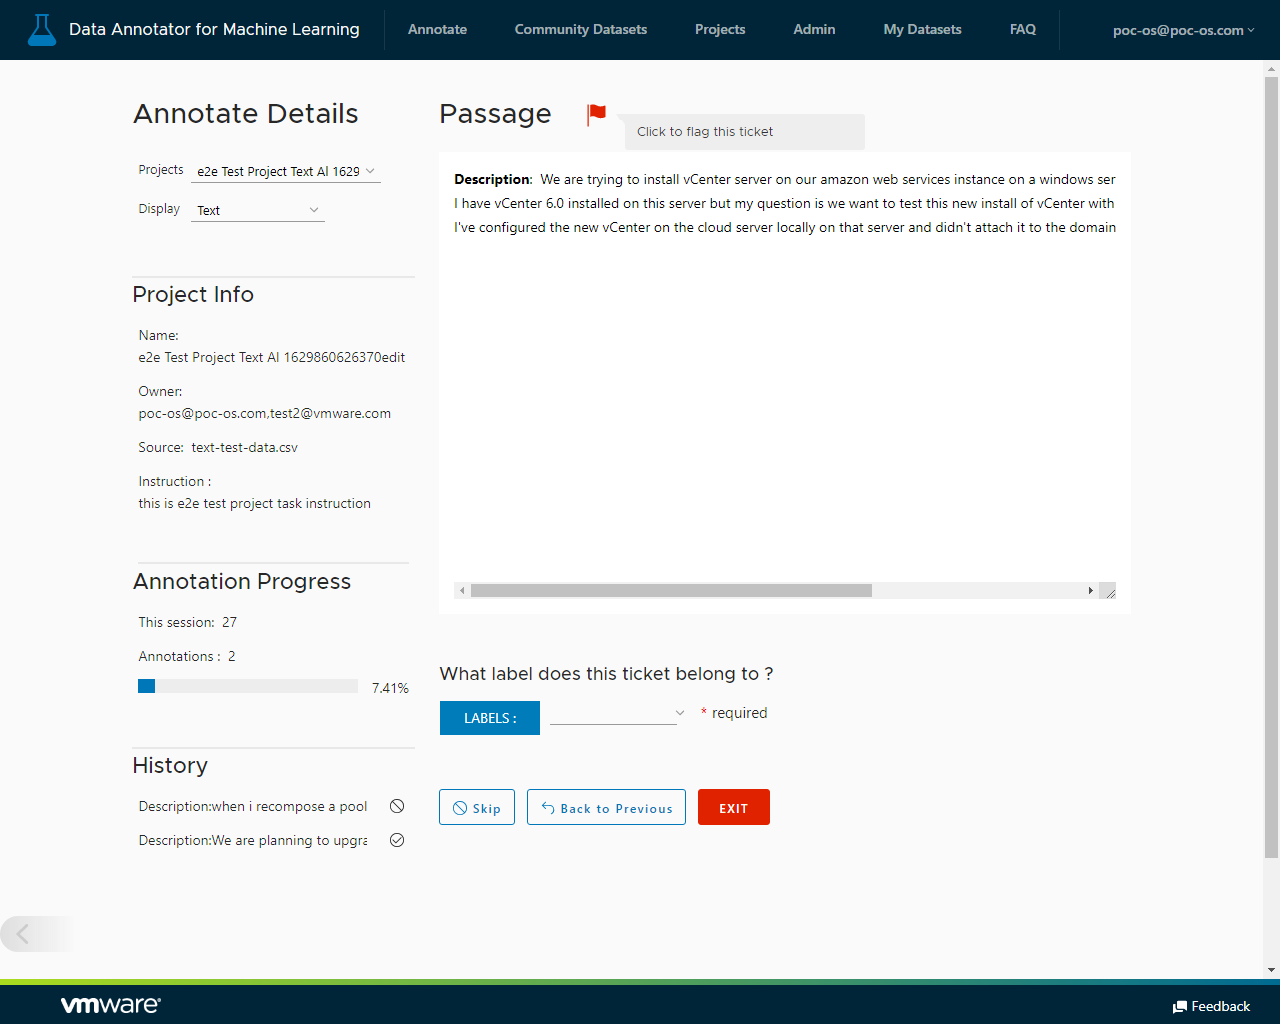 Data Annotator for Machine Learning
Annotate
Community Datasets
Projects
Admin
My Datasets
FAQ
poc-os@poc-os.com
Annotate Details
Projects
e2e Test Project Text Al 1629
Display
Text
Project Info
Name:
e2e Test Project Text Al 1629860626370edit
Owner:
poc-os@poc-os.com,test2@vmware.com
Source: text-test-data.csv
Instruction :
this is e2e test project task instruction
Annotation Progress
This session: 27
Annotations : 2
7.41%
History
Description:when i recompose a pool
Description:We are planning to upgra
Passage
Click to flag this ticket
Description: We are trying to install vCenter server on our amazon web services instance on a windows ser
I have vCenter 6.0 installed on this server but my question is we want to test this new install of vCenter with
I've configured the new vCenter on the cloud server locally on that server and didn't attach it to the domain
What label does this ticket belong to ?
LABELS :
* required
Skip
Back to Previous
EXIT
vmware
Feedback